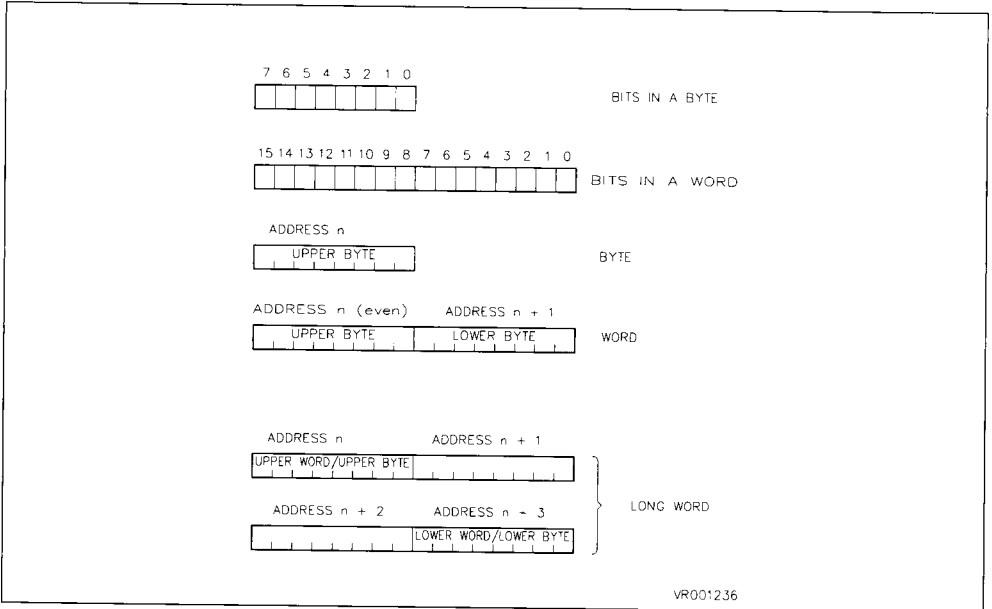 7 6 5 4 3 2 1 0
BITS IN A BYTE
15 14 13 12 11 10 9 8 7 6 5 4 3 2 1 0
BITS IN A WORD
ADDRESS n
UPPER BYTE
BYTE
ADDRESS n (even) ADDRESS n + 1
UPPER BYTE LOWER BYTE
WORD
ADDRESS n ADDRESS n + 1
UPPER WORD/UPPER BYTE
LONG WORD
ADDRESS n + 2 ADDRESS n - 3
LOWER WORD/LOWER BYTE
VR001236